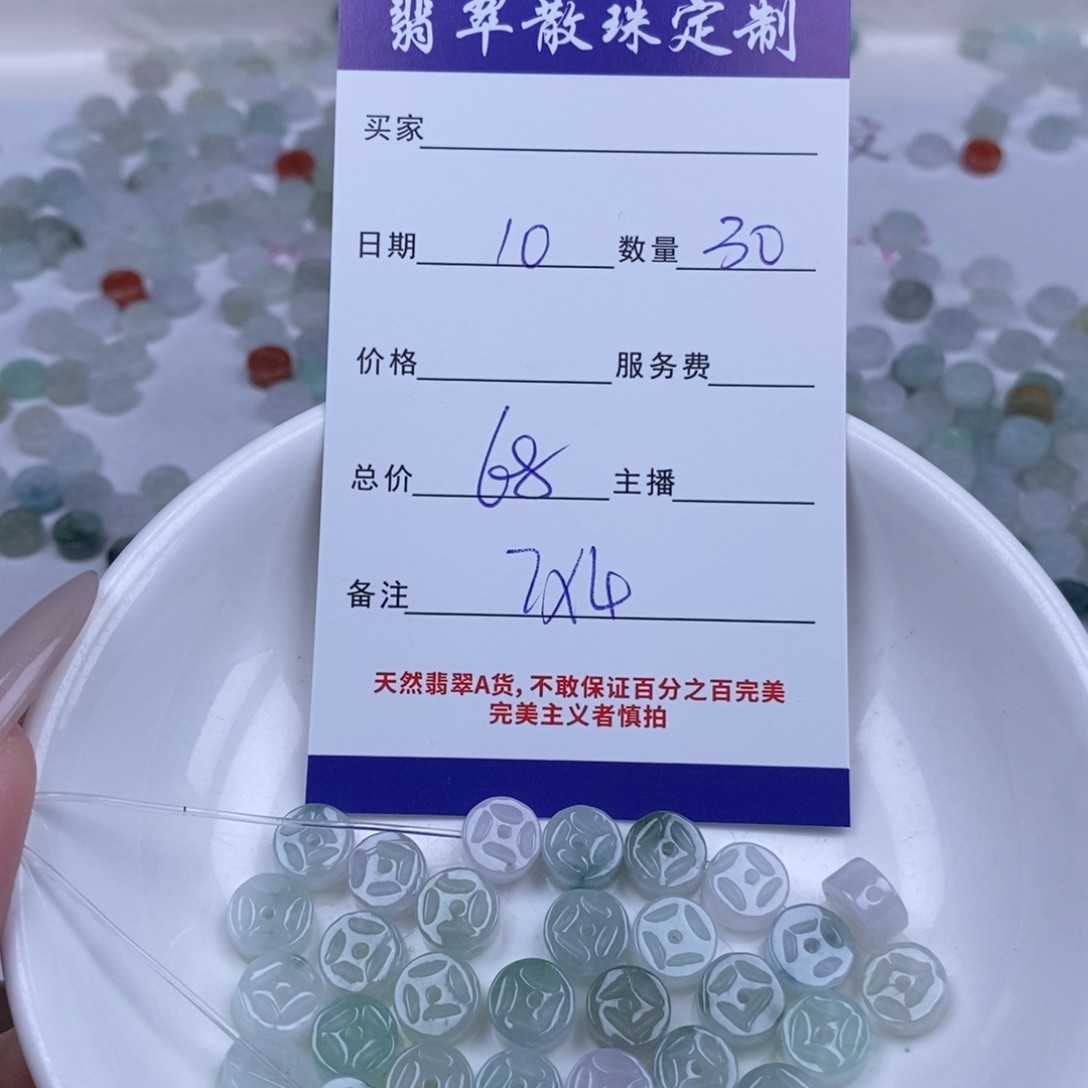 翡翠散珠定制
买家
日期 10 数量 30
价格 服务费
总价 68 主播
备注 7X4
天然翡翠A货,不敢保证百分之百完美
完美主义者慎拍